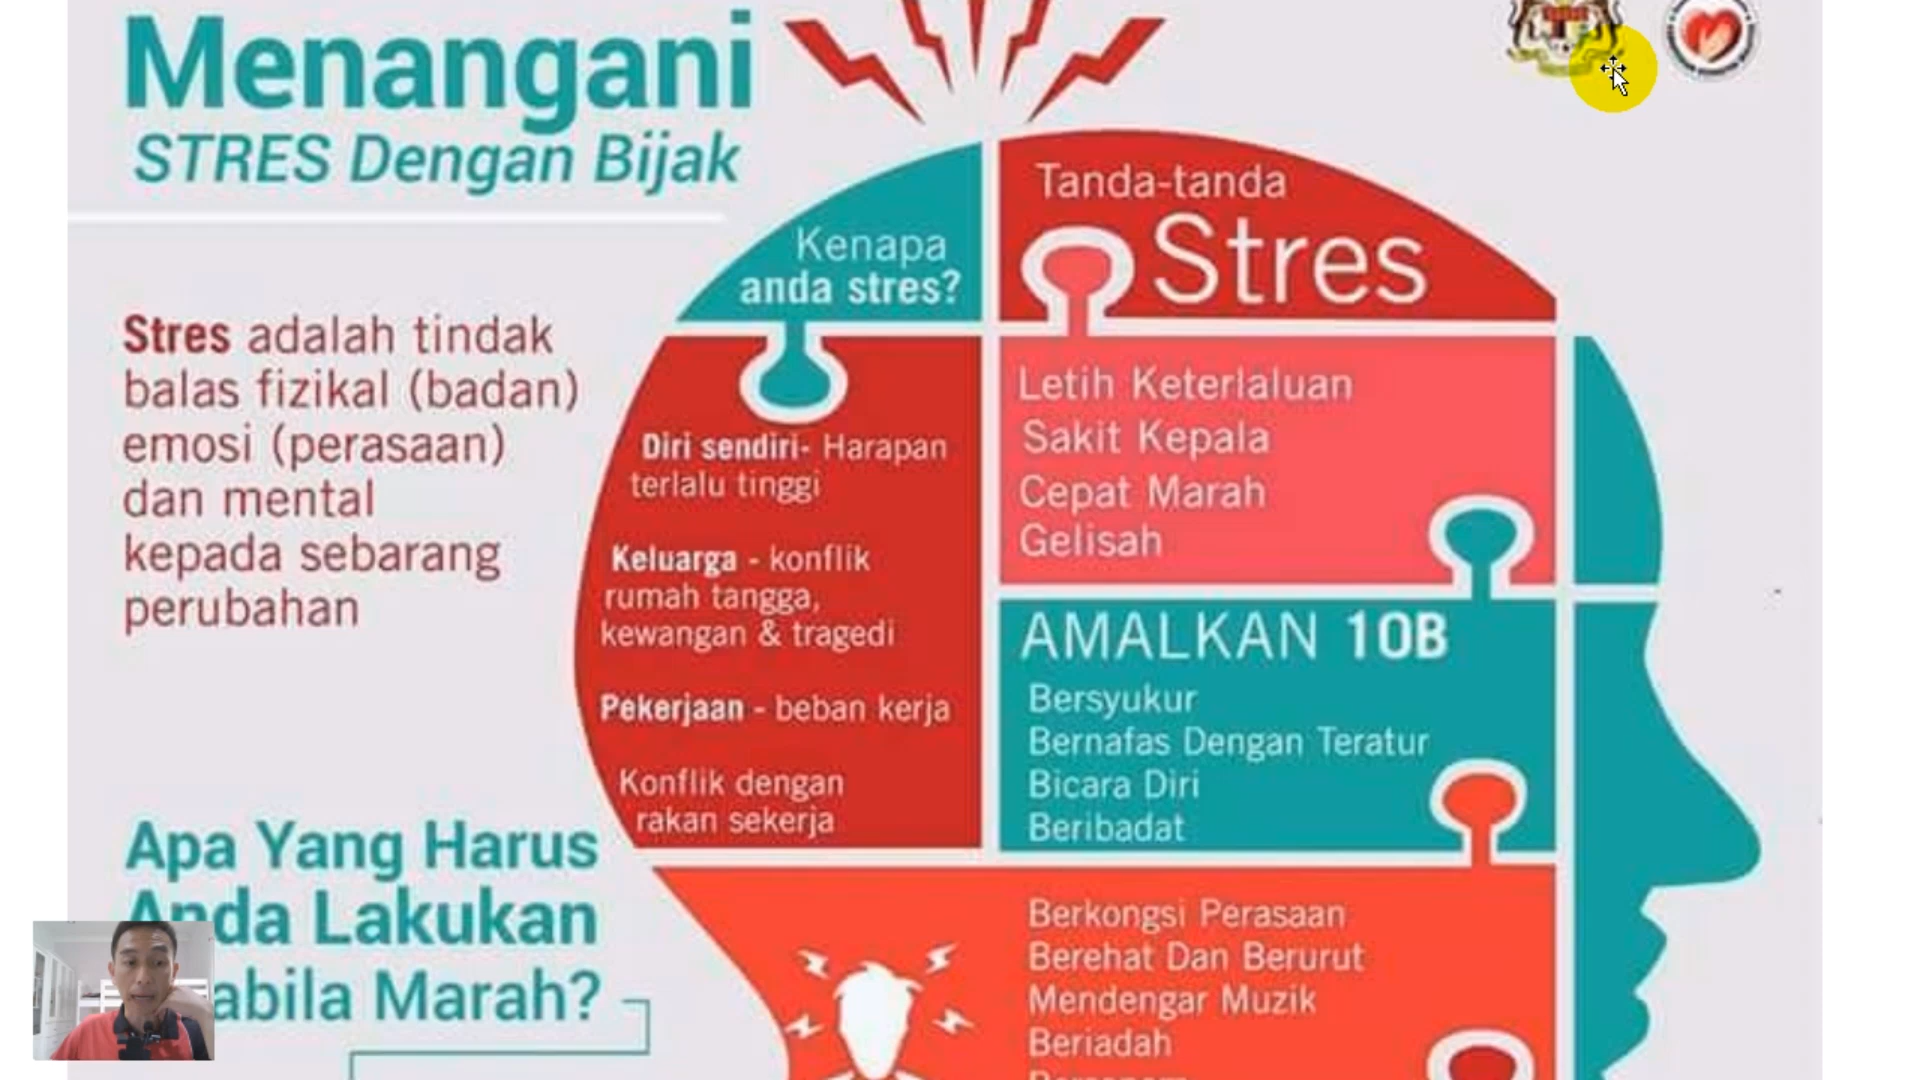 Menangani
STRES Dengan Bijak
Stres adalah tindak
balas fizikal (badan)
emosi (perasaan)
dan mental
kepada sebarang
perubahan
Kenapa
anda stres?
Diri sendiri- Harapan
terlalu tinggi
Keluarga - konflik
rumah tangga,
kewangan & tragedi
Pekerjaan - beban kerja
Konflik dengan
rakan sekerja
Tanda-tanda
Stres
Letih Keterlaluan
Sakit Kepala
Cepat Marah
Gelisah
AMALKAN 10B
Bersyukur
Bernafas Dengan Teratur
Bicara Diri
Beribadat
Berkongsi Perasaan
Berehat Dan Berurut
Mendengar Muzik
Beriadah
Apa Yang Harus
Anda Lakukan
abila Marah?